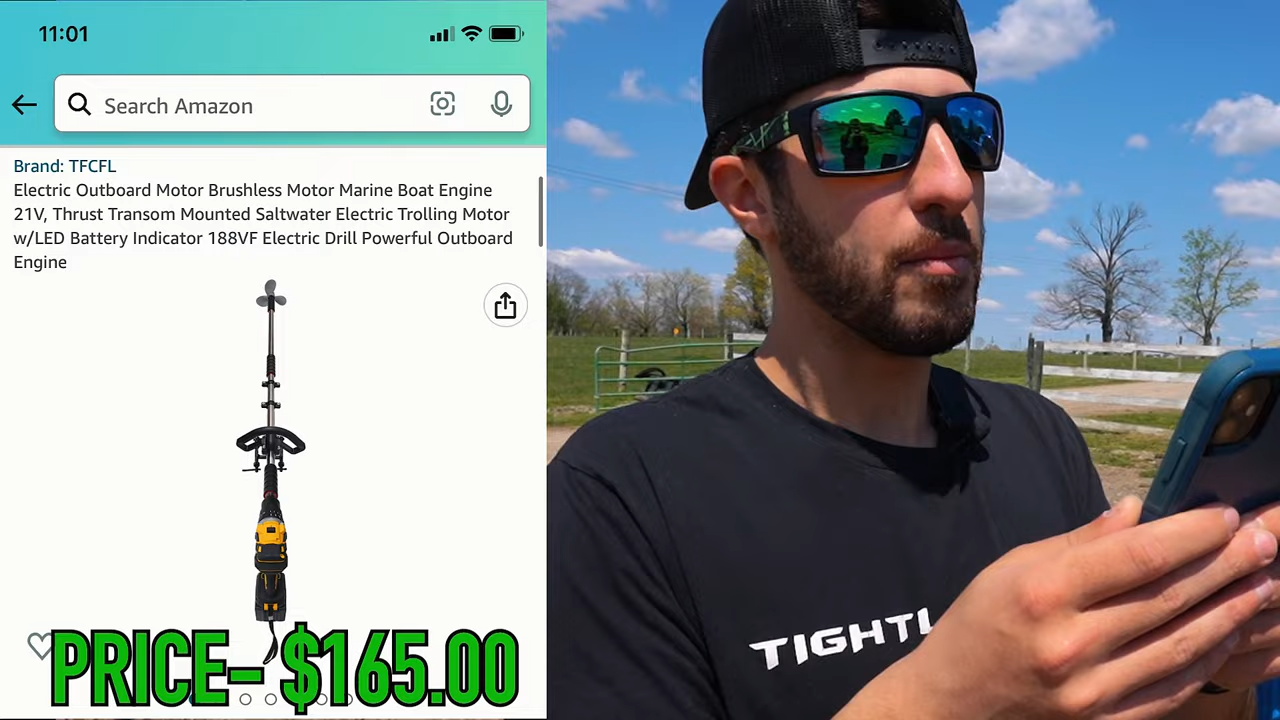 11:01
Search Amazon
Brand: TFCFL
Electric Outboard Motor Brushless Motor Marine Boat Engine
21V, Thrust Transom Mounted Saltwater Electric Trolling Motor
w/LED Battery Indicator 188VF Electric Drill Powerful Outboard
Engine
PRICE- $165.00
TIGHTL